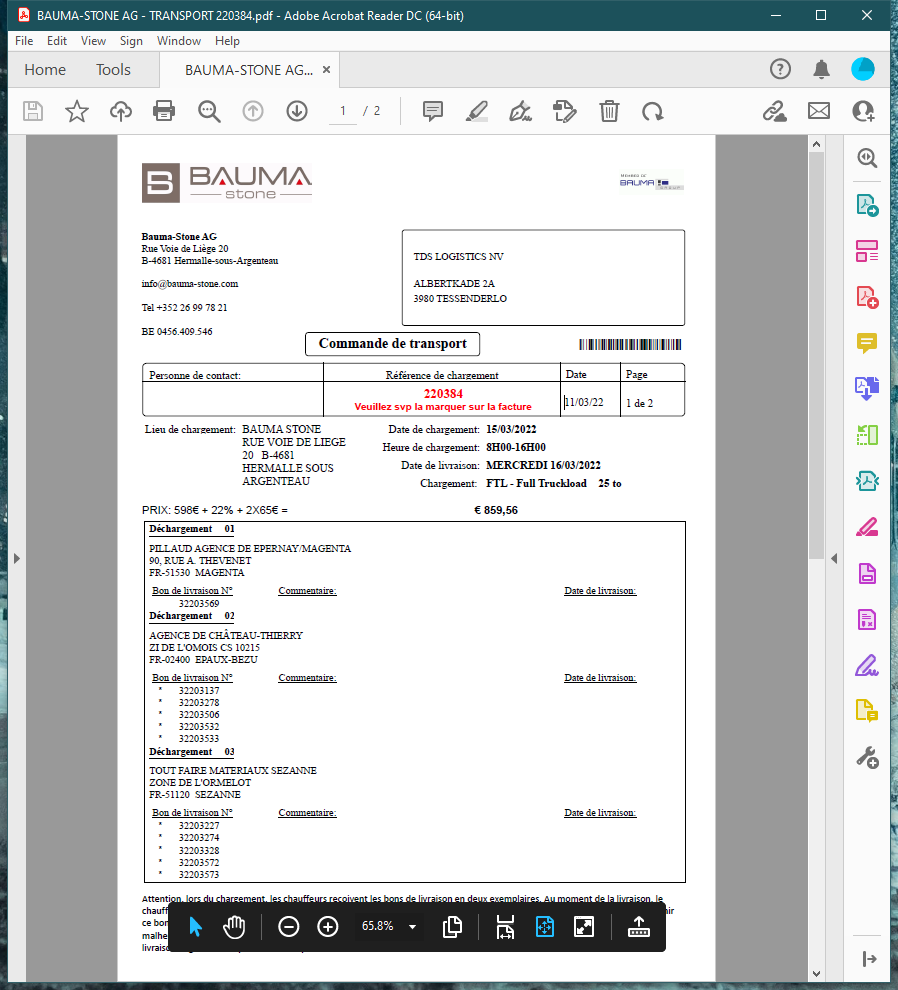 BAUMA-STONE AG - TRANSPORT 220384.pdf - Adobe Acrobat Reader DC (64-bit)
File Edit View Sign Window Help
Home Tools BAUMA-STONE AG... ×
1 / 2
BAUMA
stone
MEMBER OF
BAUMA
Bauma-Stone AG
Rue Voie de Liège 20
B-4681 Hermalle-sous-Argenteau
info@bauma-stone.com
Tel +352 26 99 78 21
BE 0456.409.546
TDS LOGISTICS NV
ALBERTKADE 2A
3980 TESSENDERLO
Commande de transport
Personne de contact: Référence de chargement Date Page
220384
Veuillez svp la marquer sur la facture
11/03/22 1 de 2
Lieu de chargement: BAUMA STONE
RUE VOIE DE LIEGE
20 B-4681
HERMALLE SOUS
ARGENTEAU
Date de chargement: 15/03/2022
Heure de chargement: 8H00-16H00
Date de livraison: MERCREDI 16/03/2022
Chargement: FTL - Full Truckload 25 to
PRIX: 598€ + 22% + 2X65€ = € 859,56
Déchargement 01
PILLAUD AGENCE DE EPERNAY/MAGENTA
90, RUE A. THEVENET
FR-51530 MAGENTA
Bon de livraison N° Commentaire: Date de livraison:
32203569
Déchargement 02
AGENCE DE CHÂTEAU-THIERRY
ZI DE L'OMOIS CS 10215
FR-02400 EPAUX-BEZU
Bon de livraison N° Commentaire: Date de livraison:
* 32203137
* 32203278
* 32203506
* 32203532
* 32203533
Déchargement 03
TOUT FAIRE MATERIAUX SEZANNE
ZONE DE L'ORMELOT
FR-51120 SEZANNE
Bon de livraison N° Commentaire: Date de livraison:
* 32203227
* 32203274
* 32203328
* 32203572
* 32203573
Attention, lors du chargement, les chauffeurs reçoivent les bons de livraison en deux exemplaires. Au moment de la livraison, le
ce bon
65.8%